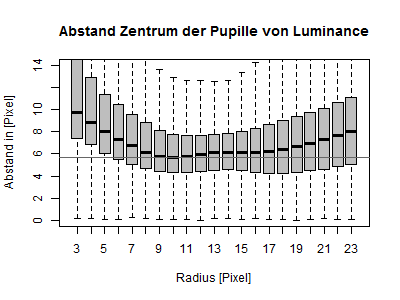 Abstand Zentrum der Pupille von Luminance
Abstand in [Pixel]
14
10
8
6
4
2
0
3 5 7 9 11 13 15 17 19 21 23
Radius [Pixel]